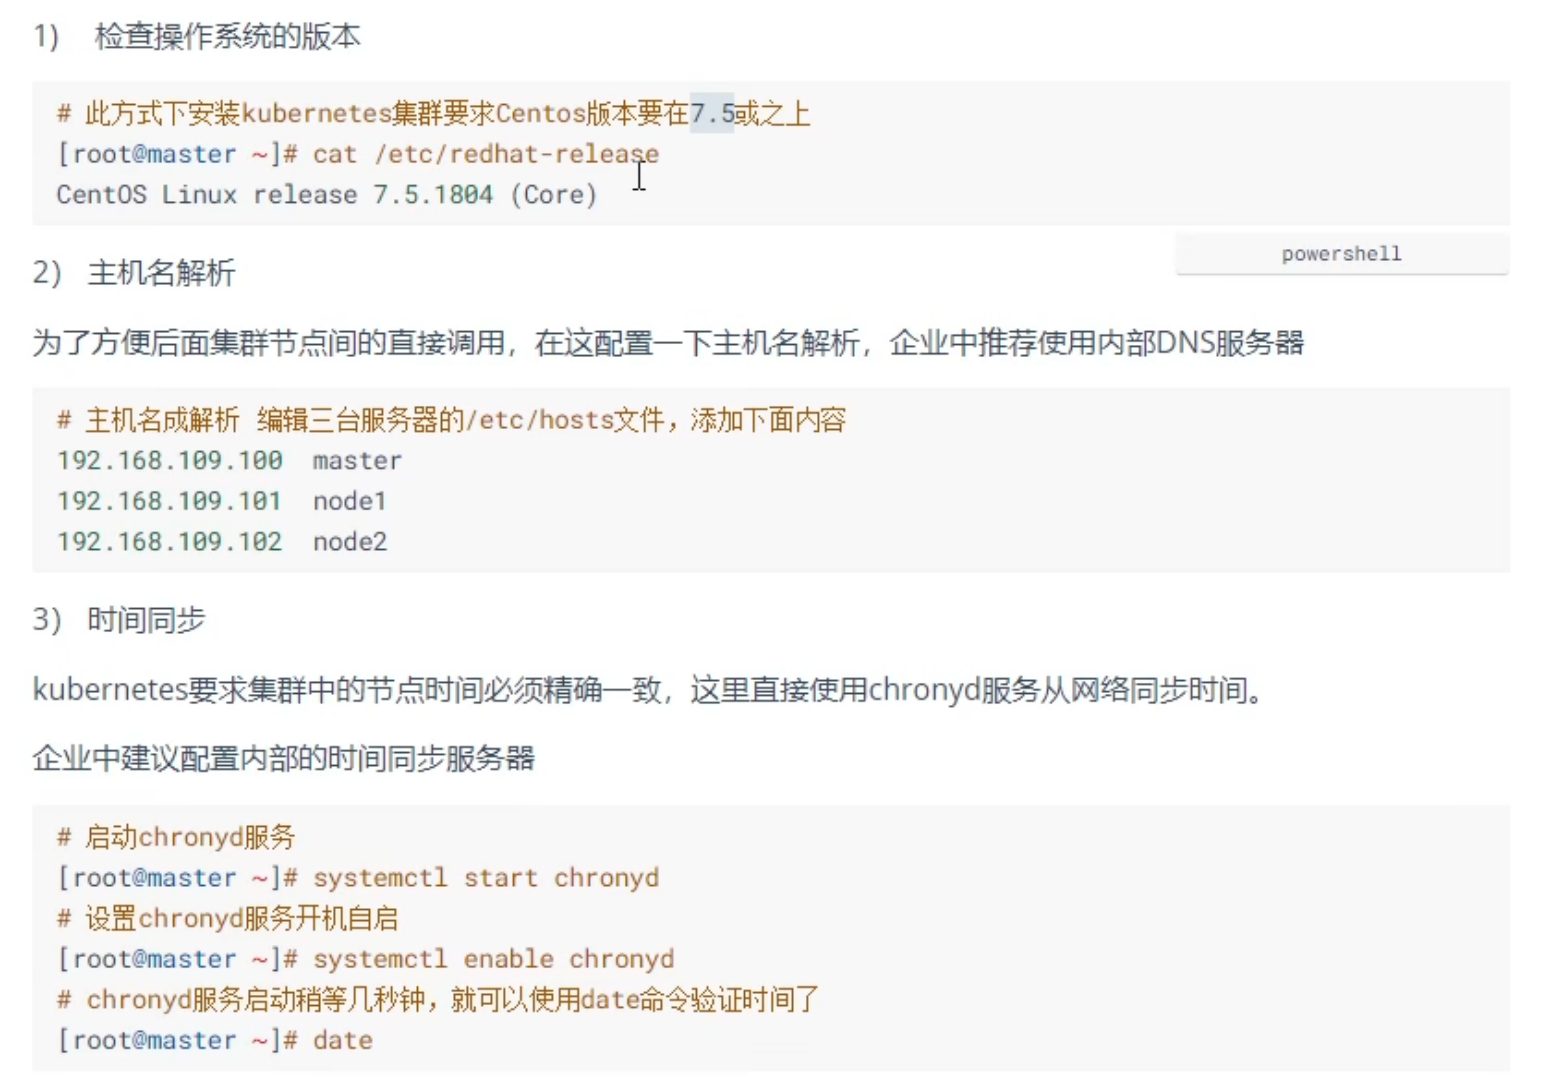 1) 检查操作系统的版本
# 此方式下安装kubernetes集群要求Centos版本要在7.5或之上
[root@master ~]# cat /etc/redhat-release
CentOS Linux release 7.5.1804 (Core)
powershell
2) 主机名解析
为了方便后面集群节点间的直接调用，在这配置一下主机名解析，企业中推荐使用内部DNS服务器
# 主机名成解析 编辑三台服务器的/etc/hosts文件，添加下面内容
192.168.109.100  master
192.168.109.101  node1
192.168.109.102  node2
3) 时间同步
kubernetes要求集群中的节点时间必须精确一致，这里直接使用chronyd服务从网络同步时间。
企业中建议配置内部的时间同步服务器
# 启动chronyd服务
[root@master ~]# systemctl start chronyd
# 设置chronyd服务开机自启
[root@master ~]# systemctl enable chronyd
# chronyd服务启动稍等几秒钟，就可以使用date命令验证时间了
[root@master ~]# date